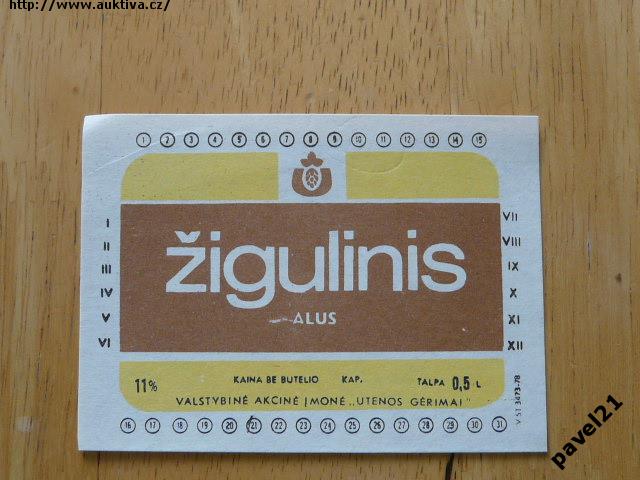 http://www.auktiva.cz/
1 2 3 4 5 6 7 8 9 10 11 12 13 14 15
I
II
III
IV
V
VI
žigulinis
ALUS
VII
VIII
IX
X
XI
XII
11% KAINA BE BUTELIO KAP. TALPA 0,5 L
VALSTYBINĖ AKCINĖ ĮMONĖ „UTENOS GĖRIMAI"
V ST 3473-78
16 17 18 19 20 21 22 23 24 25 26 27 28 29 30 31
pavel21